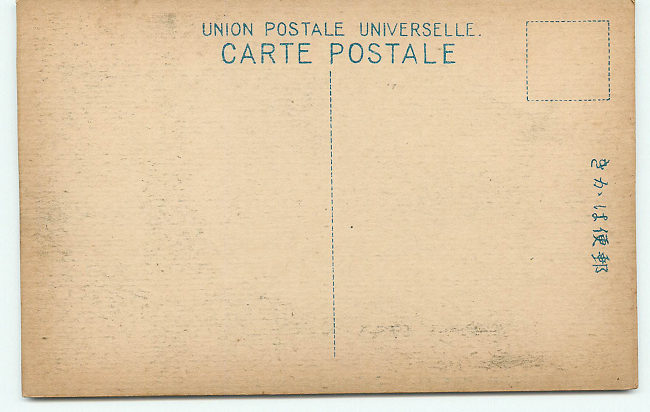 UNION POSTALE UNIVERSELLE.
CARTE POSTALE
郵便はかき